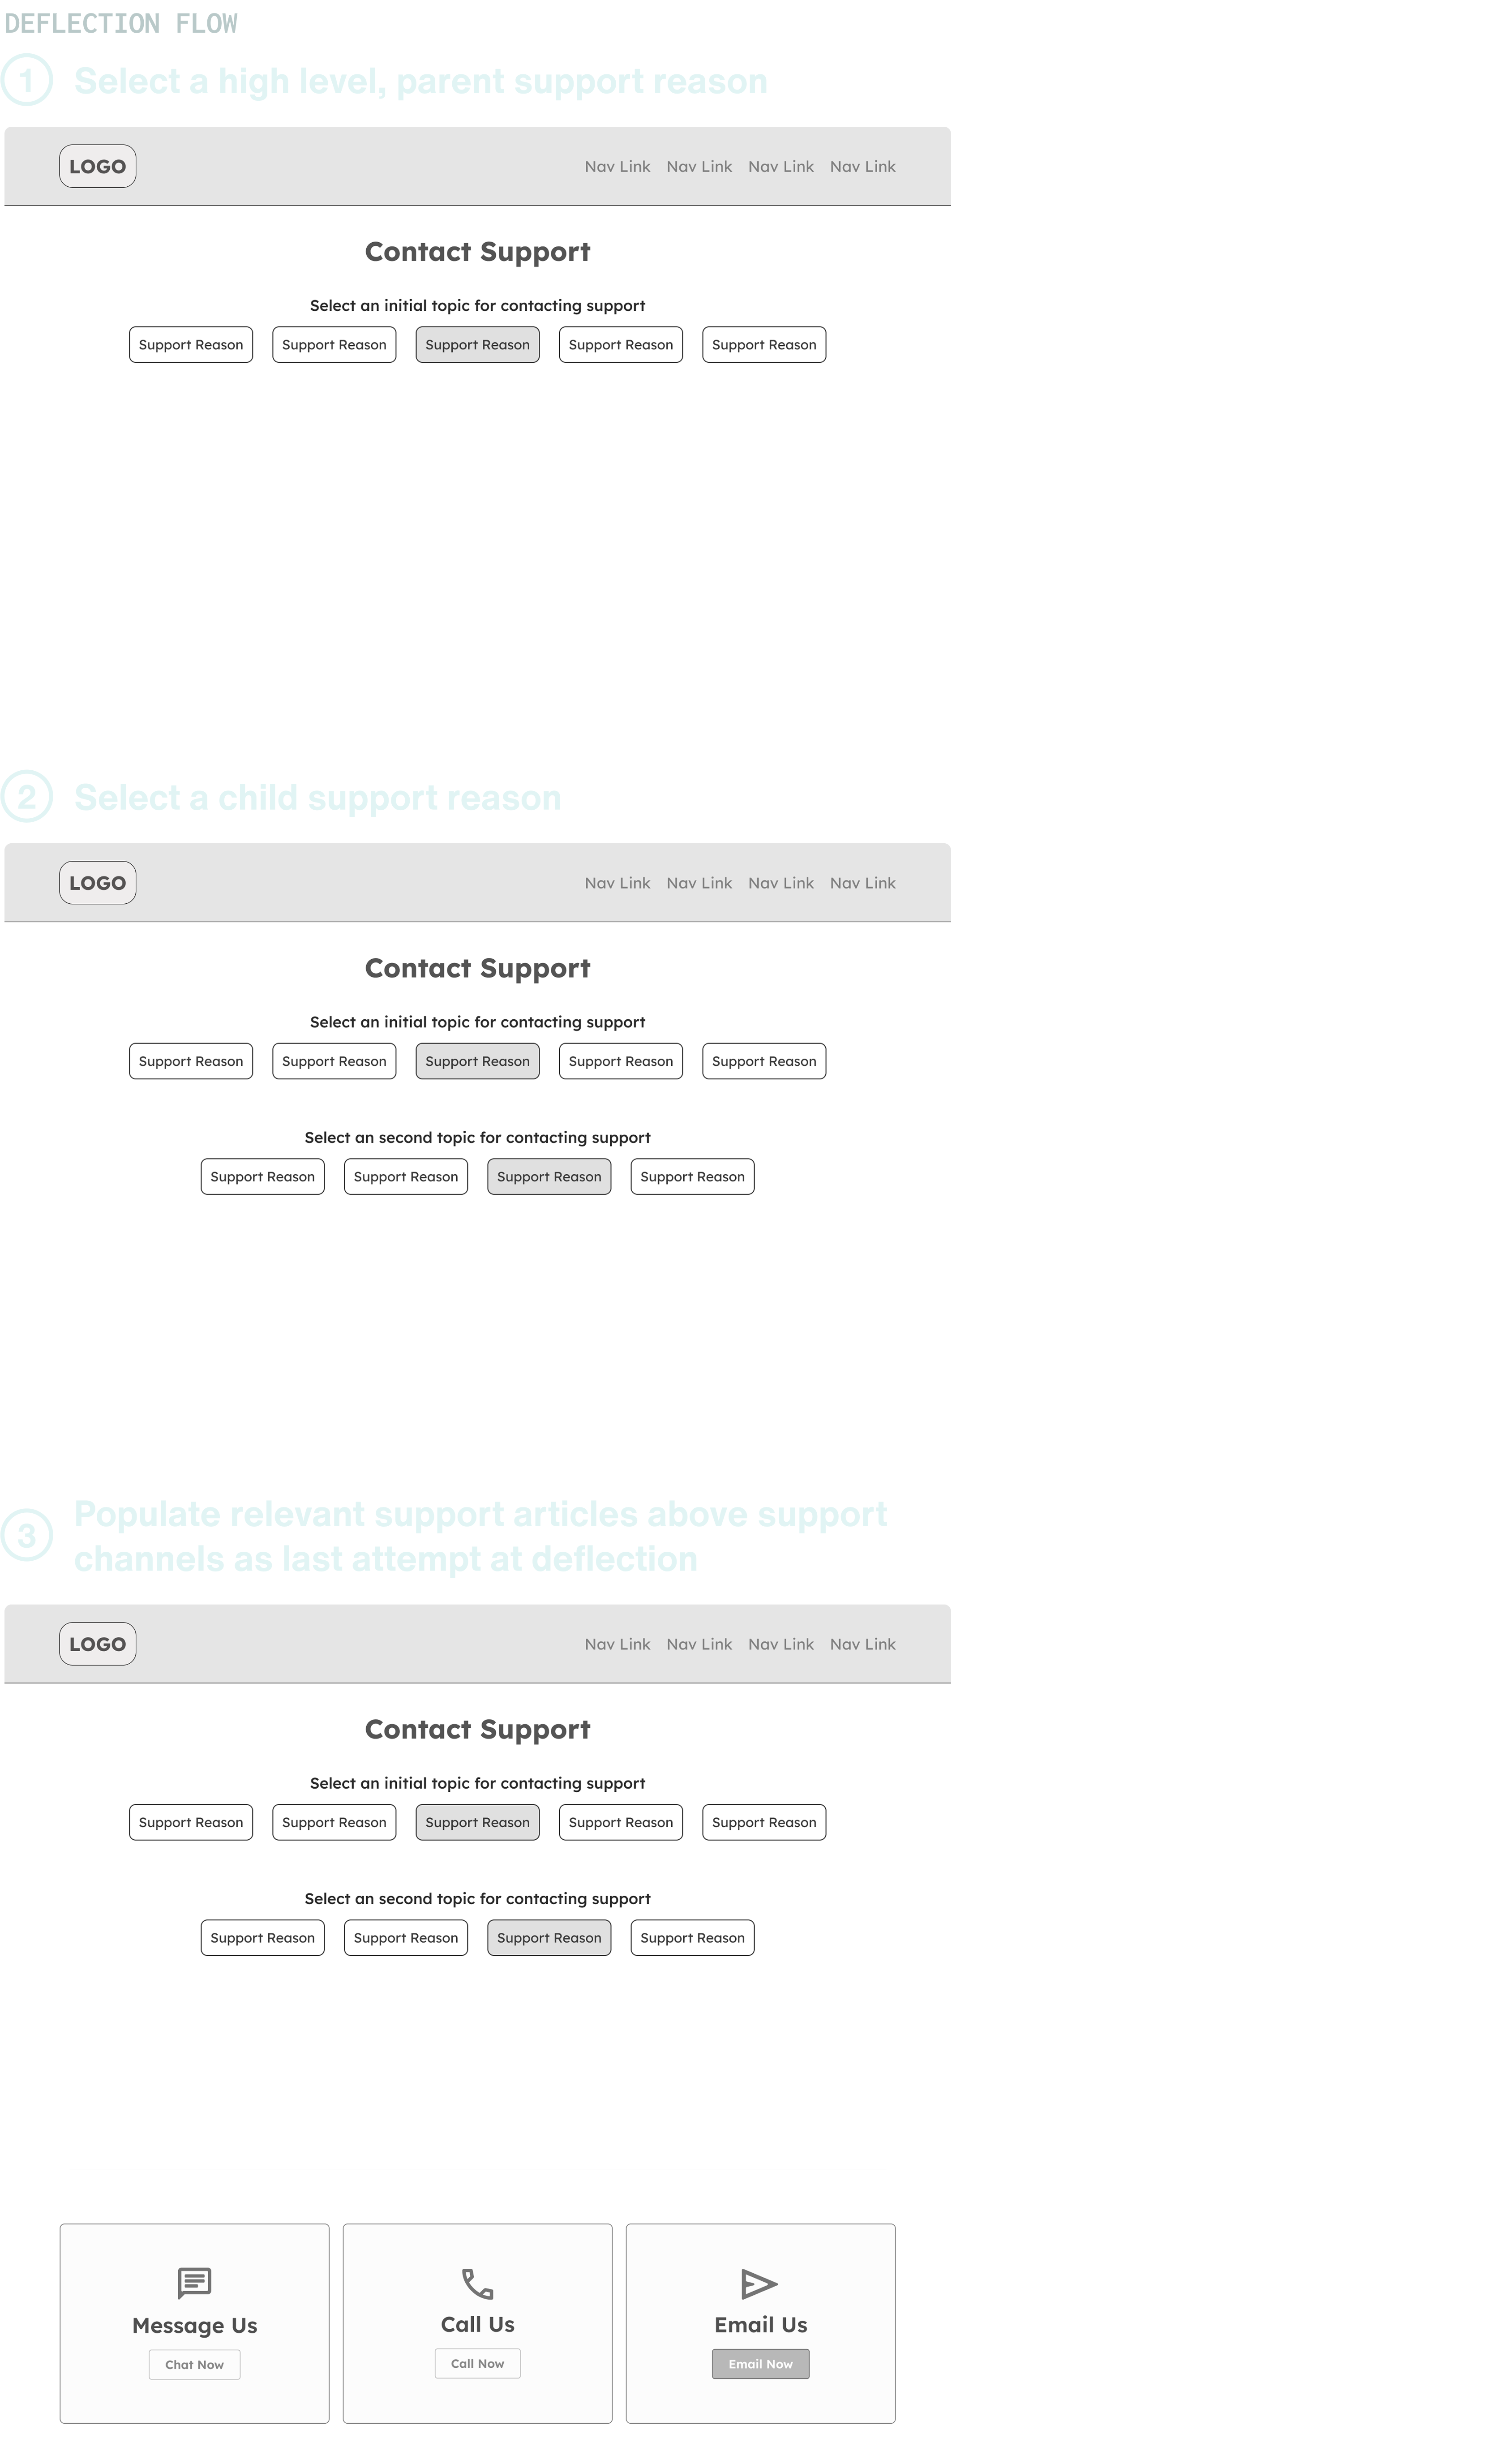 DEFLECTION FLOW
1 Select a high level, parent support reason
LOGO Nav Link Nav Link Nav Link Nav Link
Contact Support
Select an initial topic for contacting support
Support Reason Support Reason Support Reason Support Reason Support Reason
2 Select a child support reason
LOGO Nav Link Nav Link Nav Link Nav Link
Contact Support
Select an initial topic for contacting support
Support Reason Support Reason Support Reason Support Reason Support Reason
Select an second topic for contacting support
Support Reason Support Reason Support Reason Support Reason
3 Populate relevant support articles above support
channels as last attempt at deflection
LOGO Nav Link Nav Link Nav Link Nav Link
Contact Support
Select an initial topic for contacting support
Support Reason Support Reason Support Reason Support Reason Support Reason
Select an second topic for contacting support
Support Reason Support Reason Support Reason Support Reason
Message Us Call Us Email Us
Chat Now Call Now Email Now